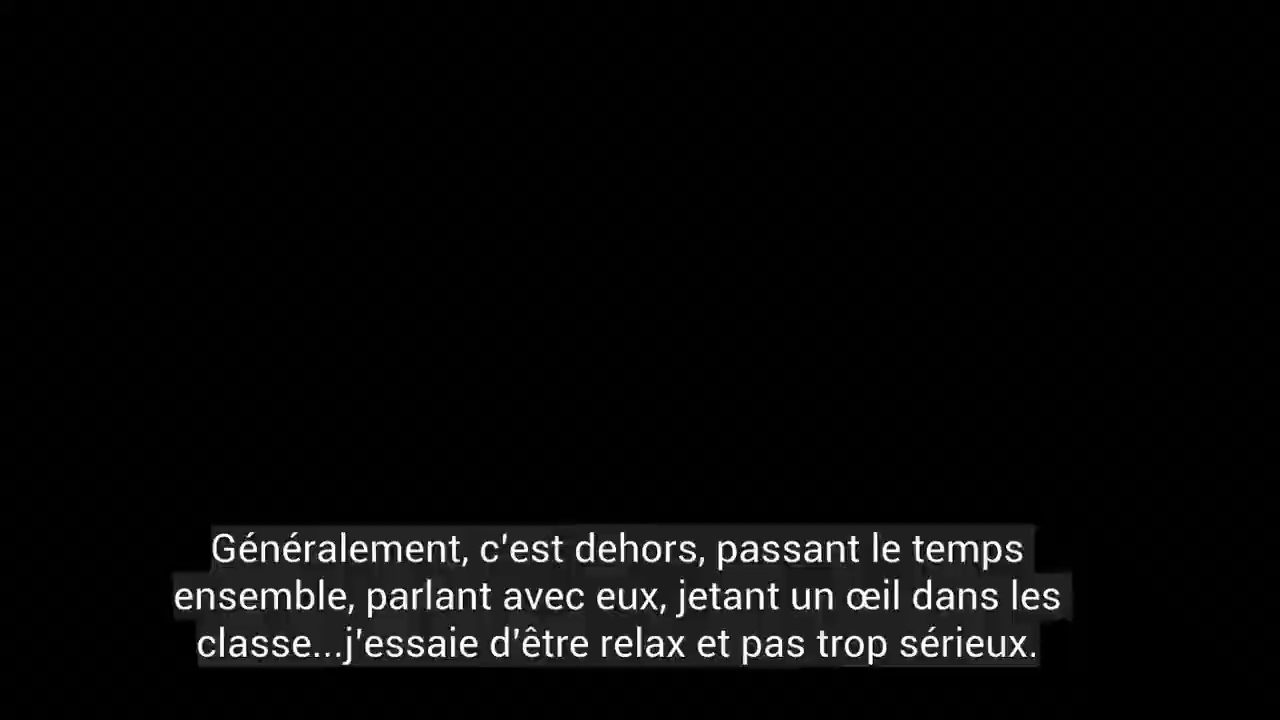 Généralement, c'est dehors, passant le temps
ensemble, parlant avec eux, jetant un œil dans les
classe...j'essaie d'être relax et pas trop sérieux.